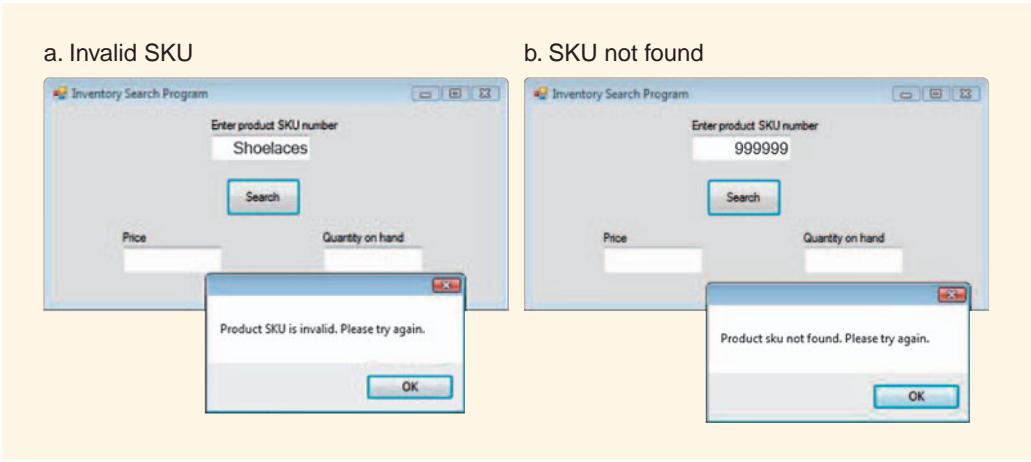 a. Invalid SKU
Inventory Search Program
Enter product SKU number
Shoelaces
Search
Price Quantity on hand
Product SKU is invalid. Please try again.
OK
b. SKU not found
Inventory Search Program
Enter product SKU number
999999
Search
Price Quantity on hand
Product sku not found. Please try again.
OK